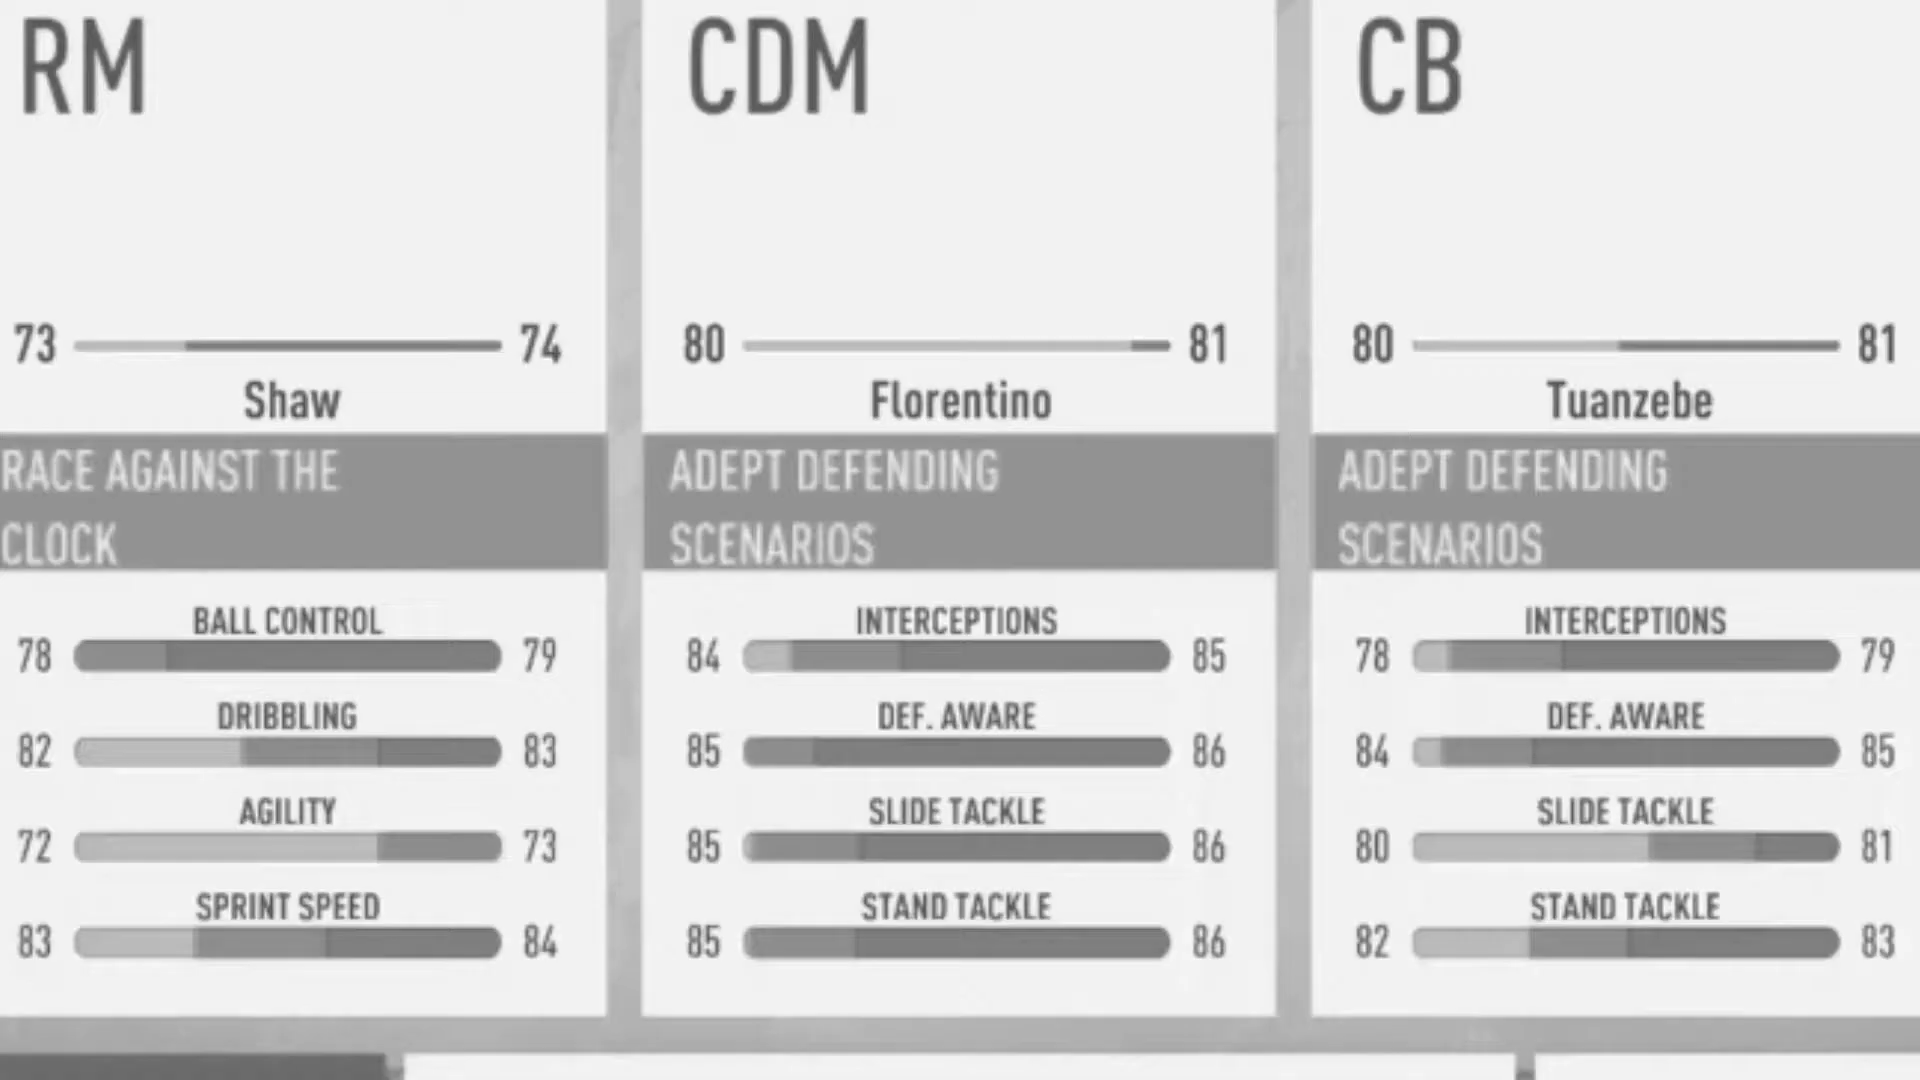 RM
73 74
Shaw
RACE AGAINST THE
CLOCK
BALL CONTROL
78 79
DRIBBLING
82 83
AGILITY
72 73
SPRINT SPEED
83 84
CDM
80 81
Florentino
ADEPT DEFENDING
SCENARIOS
INTERCEPTIONS
84 85
DEF. AWARE
85 86
SLIDE TACKLE
85 86
STAND TACKLE
85 86
CB
80 81
Tuanzebe
ADEPT DEFENDING
SCENARIOS
INTERCEPTIONS
78 79
DEF. AWARE
84 85
SLIDE TACKLE
80 81
STAND TACKLE
82 83